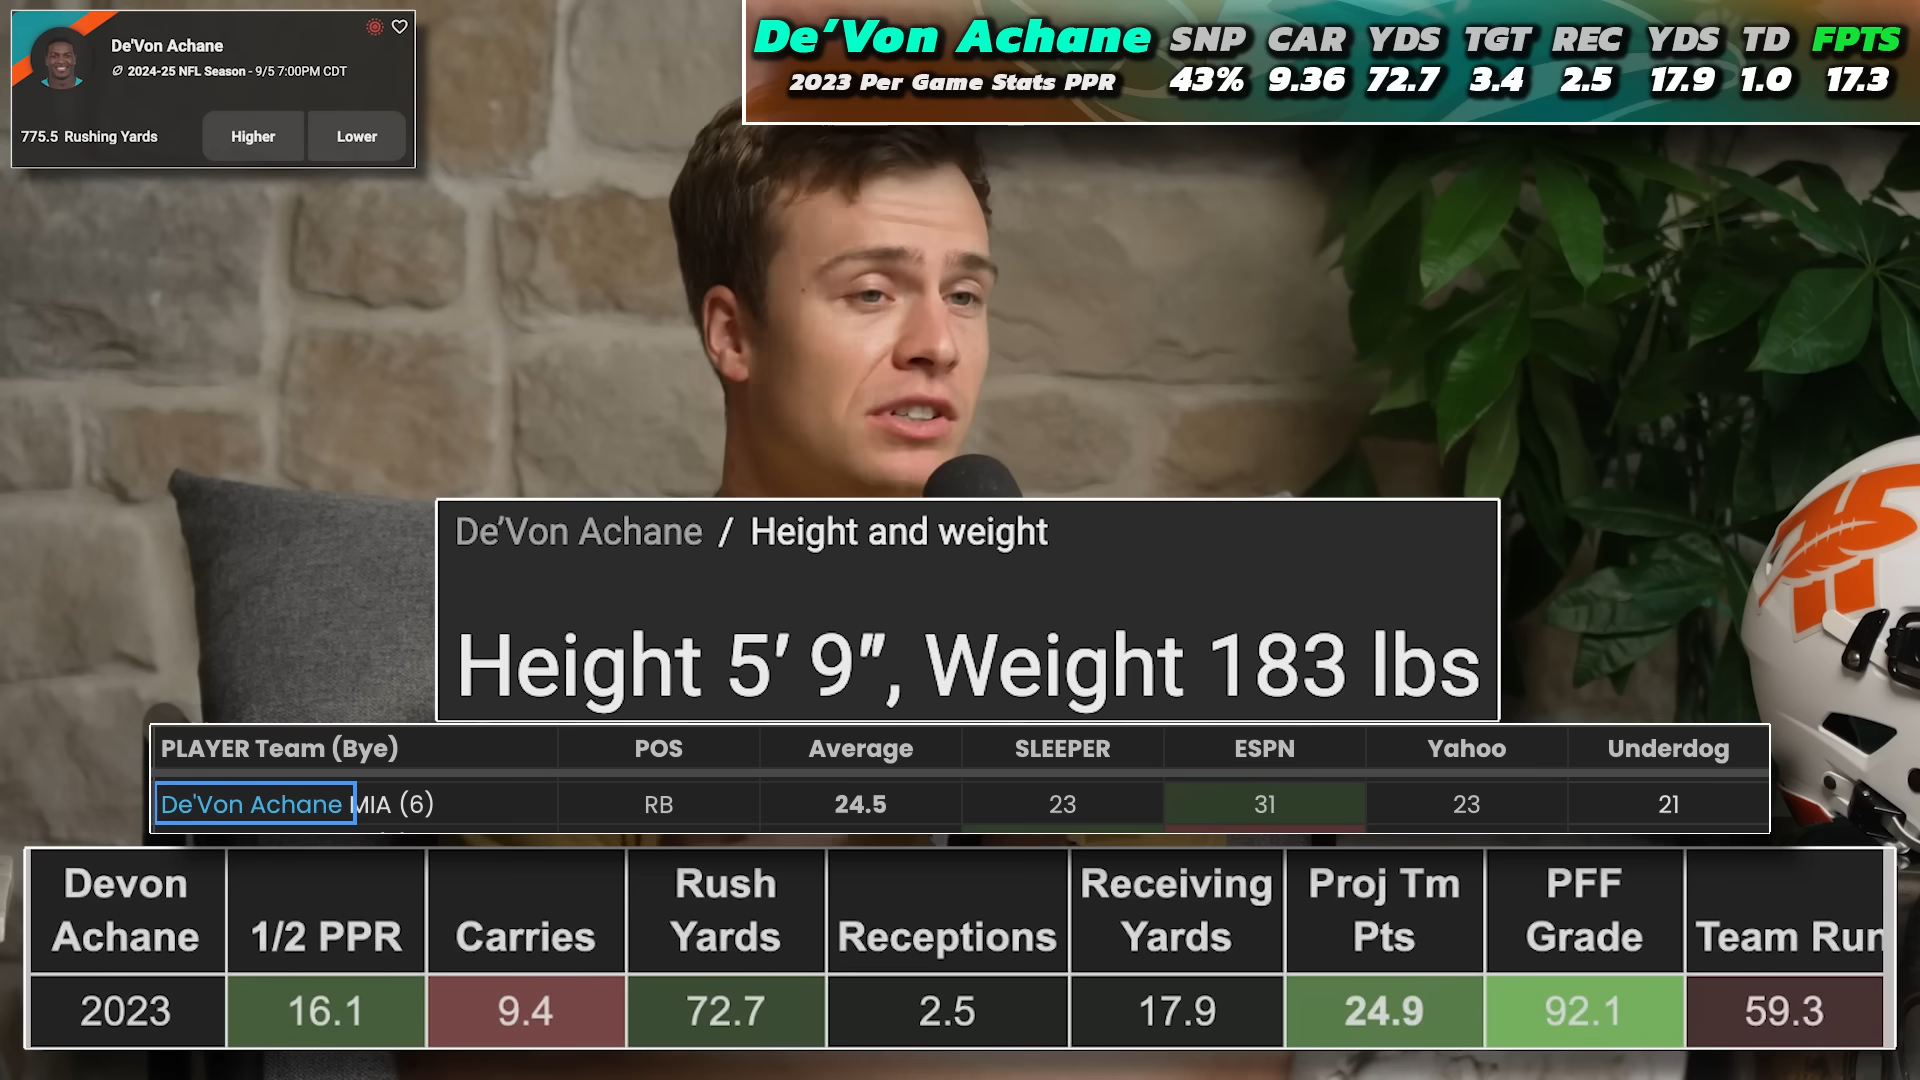 De'Von Achane
2024-25 NFL Season - 9/5 7:00PM CDT
775.5 Rushing Yards Higher Lower
De'Von Achane SNP CAR YDS TGT REC YDS TD FPTS
2023 Per Game Stats PPR 43% 9.36 72.7 3.4 2.5 17.9 1.0 17.3
De'Von Achane / Height and weight
Height 5′ 9″, Weight 183 lbs
PLAYER Team (Bye) POS Average SLEEPER ESPN Yahoo Underdog
De'Von Achane MIA (6) RB 24.5 23 31 23 21
Devon Achane 1/2 PPR Carries Rush Yards Receptions Receiving Yards Proj Tm Pts PFF Grade Team Run
2023 16.1 9.4 72.7 2.5 17.9 24.9 92.1 59.3